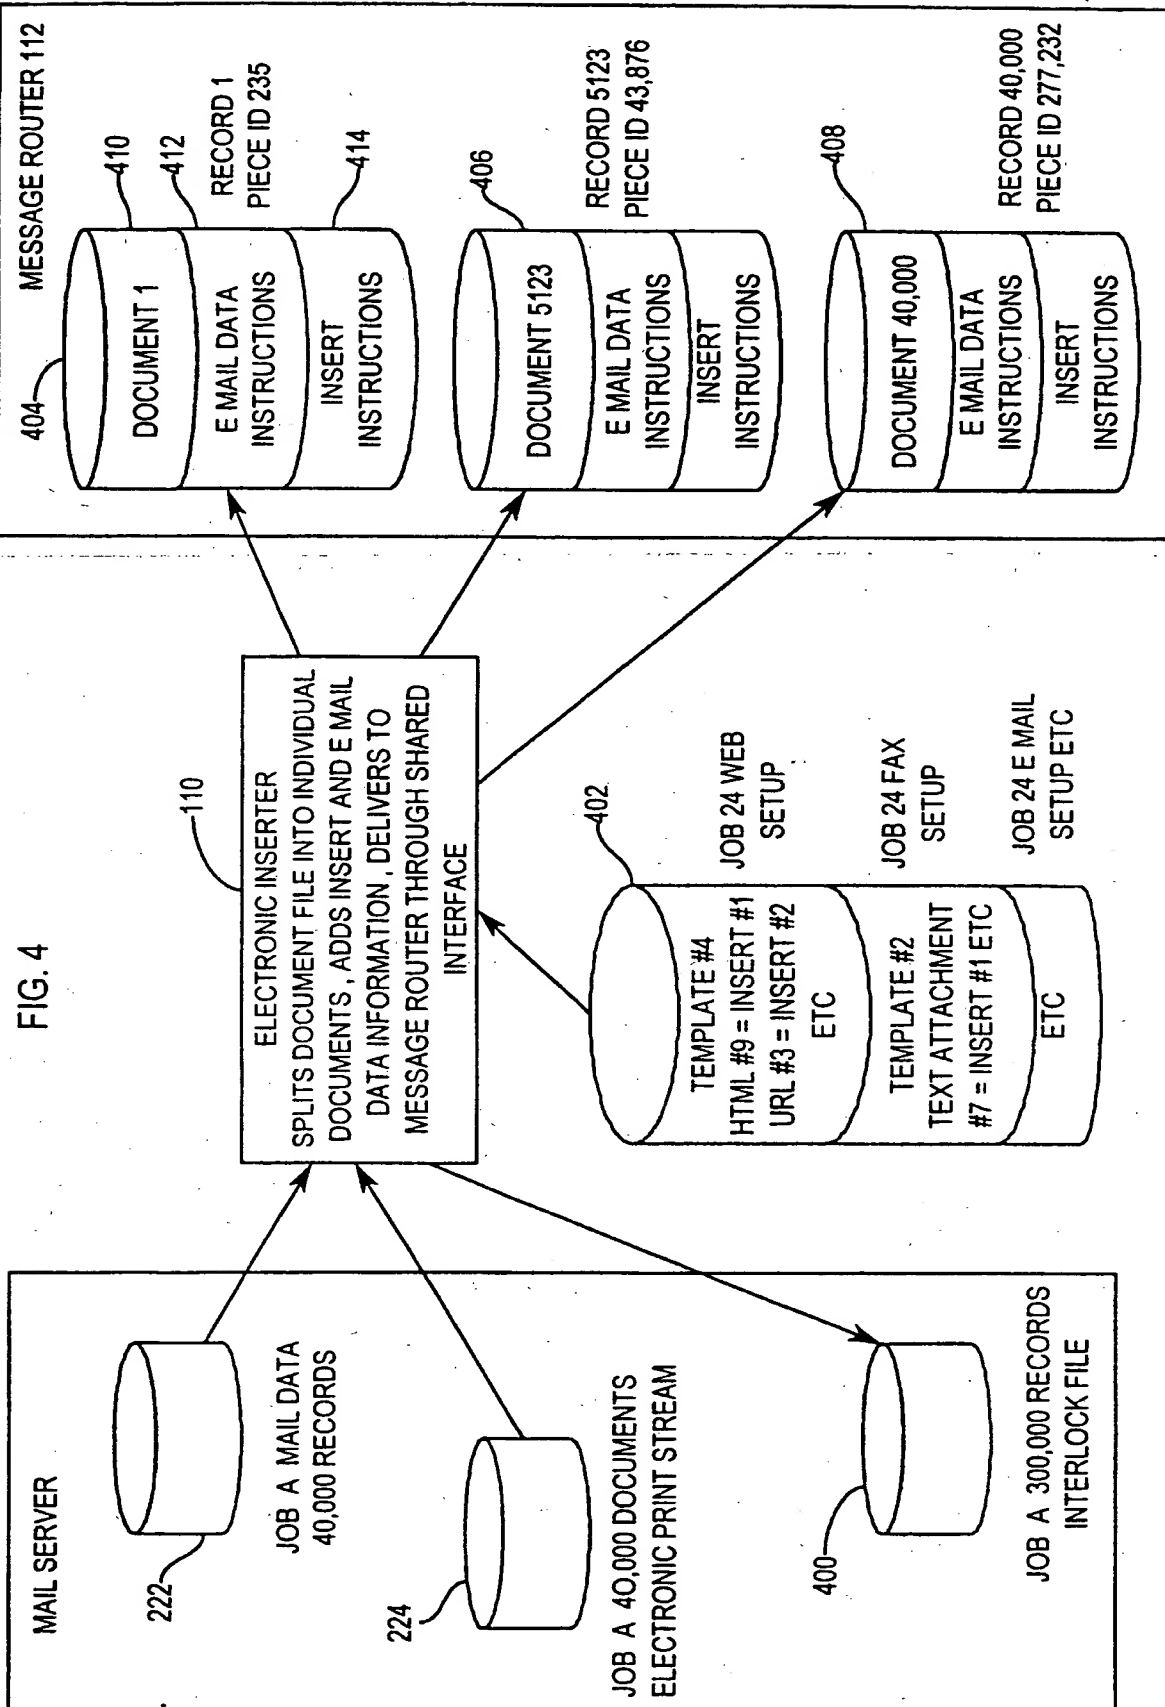 FIG. 4
MAIL SERVER
222
JOB A MAIL DATA
40,000 RECORDS
224
JOB A 40,000 DOCUMENTS
ELECTRONIC PRINT STREAM
400
JOB A 300,000 RECORDS
INTERLOCK FILE
110
ELECTRONIC INSERTER
SPLITS DOCUMENT FILE INTO INDIVIDUAL
DOCUMENTS , ADDS INSERT AND E MAIL
DATA INFORMATION , DELIVERS TO
MESSAGE ROUTER THROUGH SHARED
INTERFACE
402
TEMPLATE #4
HTML #9 = INSERT #1
URL #3 = INSERT #2
ETC
JOB 24 WEB
SETUP
TEMPLATE #2
TEXT ATTACHMENT
#7 = INSERT #1 ETC
JOB 24 FAX
SETUP
ETC
JOB 24 E MAIL
SETUP ETC
MESSAGE ROUTER 112
404
410
DOCUMENT 1
412
E MAIL DATA
INSTRUCTIONS
RECORD 1
PIECE ID 235
INSERT
INSTRUCTIONS
414
406
DOCUMENT 5123
E MAIL DATA
INSTRUCTIONS
INSERT
INSTRUCTIONS
RECORD 5123
PIECE ID 43,876
408
DOCUMENT 40,000
E MAIL DATA
INSTRUCTIONS
INSERT
INSTRUCTIONS
RECORD 40,000
PIECE ID 277,232